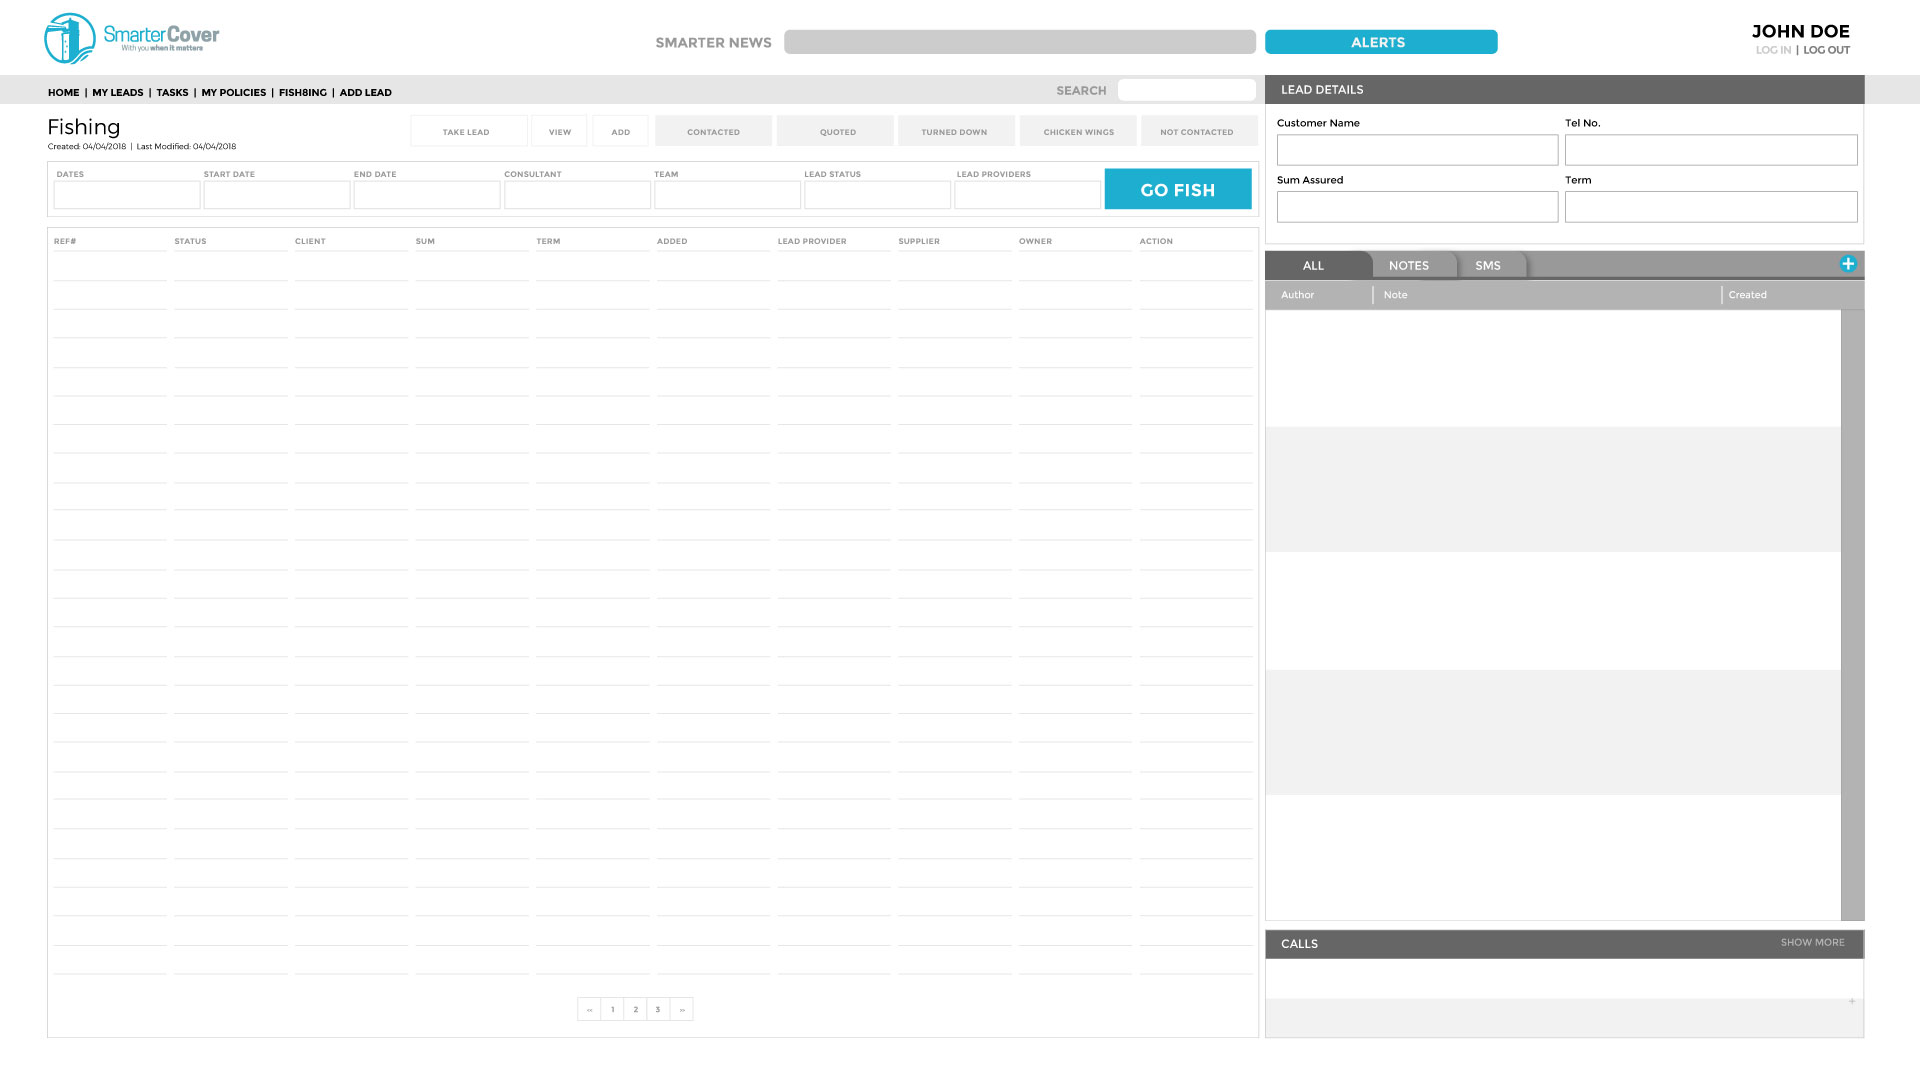 SmarterCover
With you when it matters
SMARTER NEWS
ALERTS
JOHN DOE
LOG IN | LOG OUT
HOME | MY LEADS | TASKS | MY POLICIES | FISH8ING | ADD LEAD
SEARCH
LEAD DETAILS
Fishing
Created: 04/04/2018 | Last Modified: 04/04/2018
TAKE LEAD
VIEW
ADD
CONTACTED
QUOTED
TURNED DOWN
CHICKEN WINGS
NOT CONTACTED
Customer Name
Tel No.
DATES
START DATE
END DATE
CONSULTANT
TEAM
LEAD STATUS
LEAD PROVIDERS
GO FISH
Sum Assured
Term
REF#
STATUS
CLIENT
SUM
TERM
ADDED
LEAD PROVIDER
SUPPLIER
OWNER
ACTION
ALL
NOTES
SMS
+
Author
Note
Created
CALLS
SHOW MORE
+
« 1 2 3 »